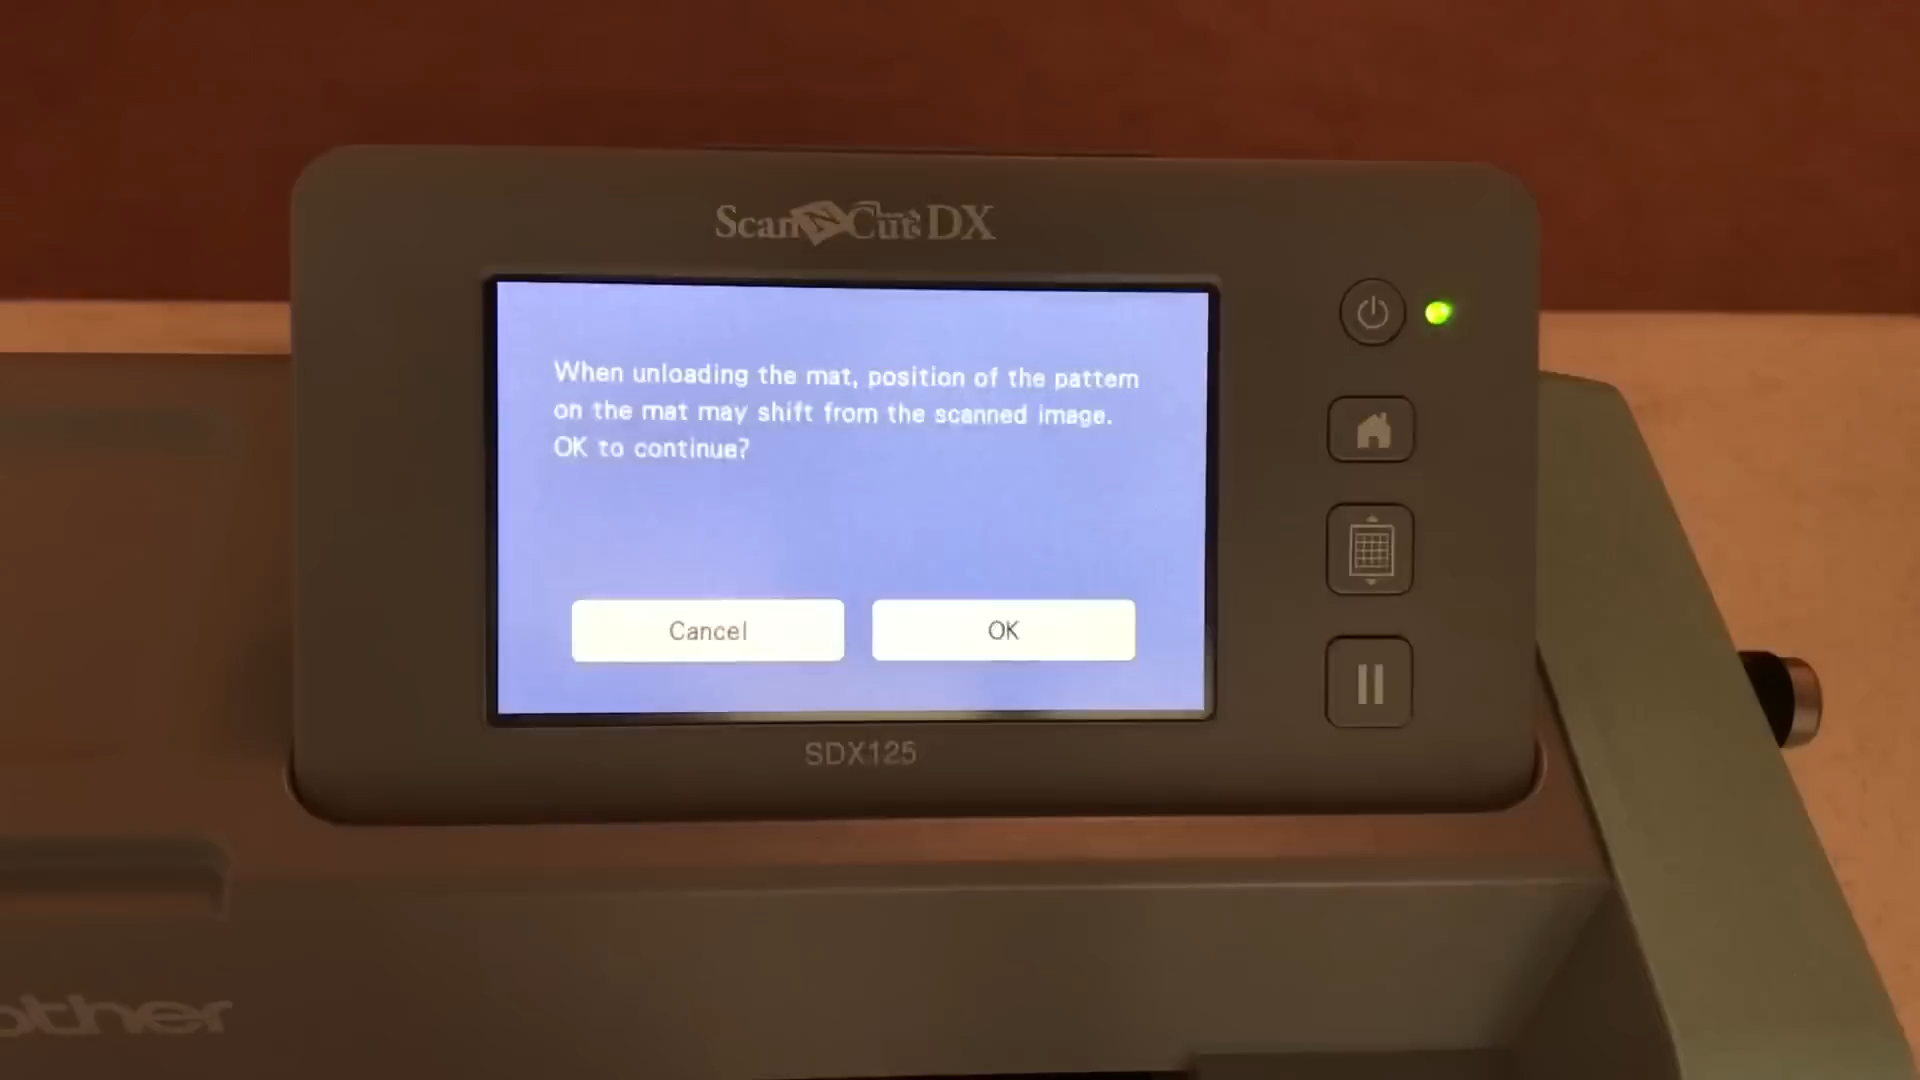 ScanNCut DX
When unloading the mat, position of the pattern
on the mat may shift from the scanned image.
OK to continue?
Cancel
OK
SDX125
other